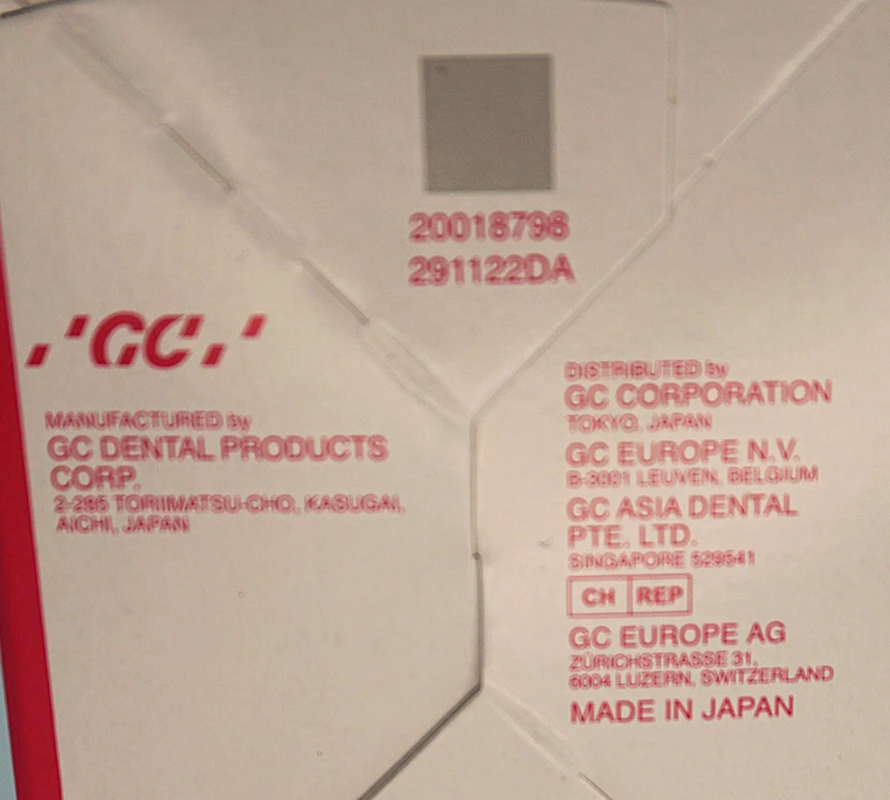 20018798
291122DA
GC
MANUFACTURED by
GC DENTAL PRODUCTS
CORP.
2-285 TORIIMATSU-CHO, KASUGAI,
AICHI, JAPAN
DISTRIBUTED by
GC CORPORATION
TOKYO, JAPAN
GC EUROPE N.V.
B-3001 LEUVEN, BELGIUM
GC ASIA DENTAL
PTE. LTD.
SINGAPORE 529541
CH REP
GC EUROPE AG
ZÜRICHSTRASSE 31,
6004 LUZERN, SWITZERLAND
MADE IN JAPAN